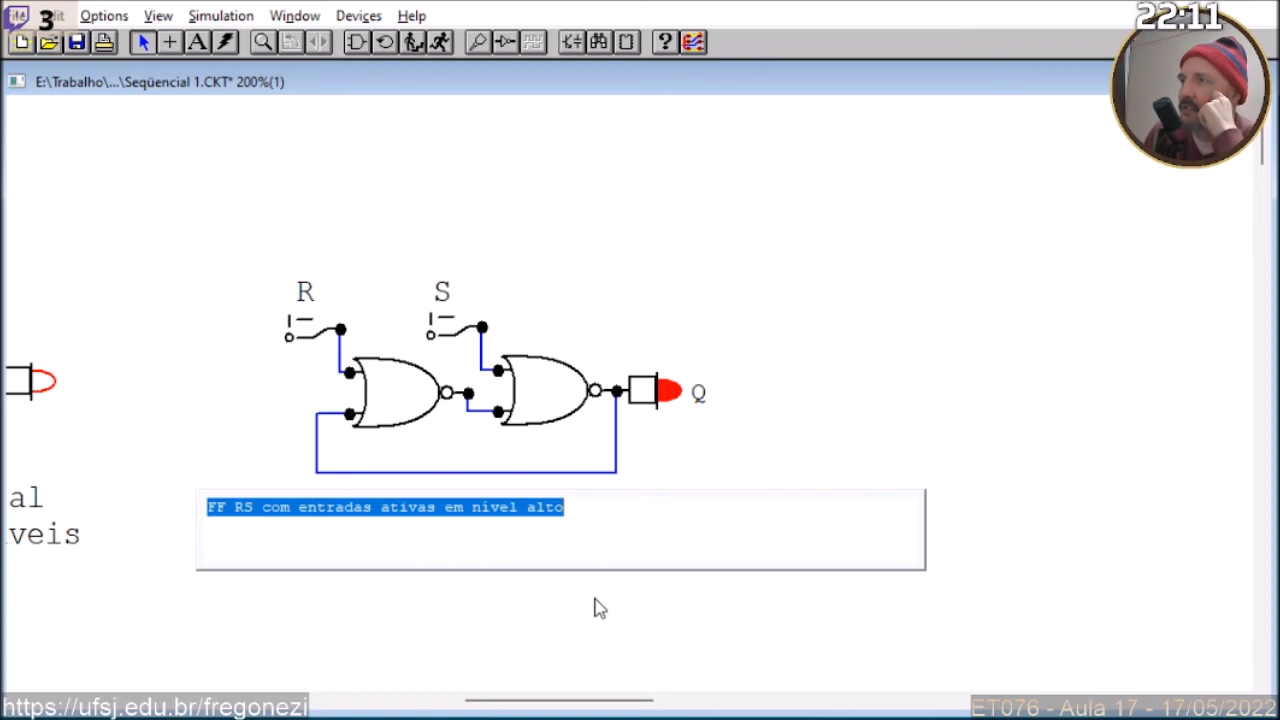 3
22:11
Options View Simulation Window Devices Help
E:\Trabalho\...\Seqüencial 1.CKT* 200%(1)
R S
Q
al
veis
FF RS com entradas ativas em nível alto
https://ufsj.edu.br/fregonezi
ET076 - Aula 17 - 17/05/2022